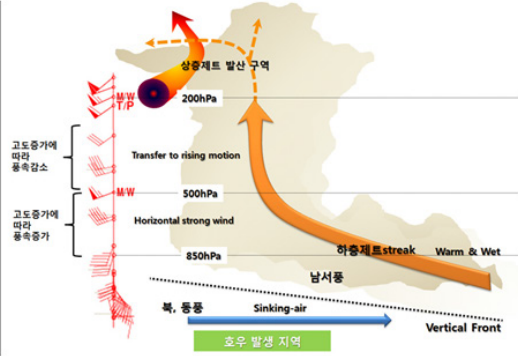 상층제트 발산 구역
M/W
T/P
200hPa
고도증가에
따라
풍속감소
Transfer to rising motion
M/W
500hPa
고도증가에
따라
풍속증가
Horizontal strong wind
850hPa
하층제트streak
Warm & Wet
남서풍
북, 동풍
Sinking-air
Vertical Front
호우 발생 지역